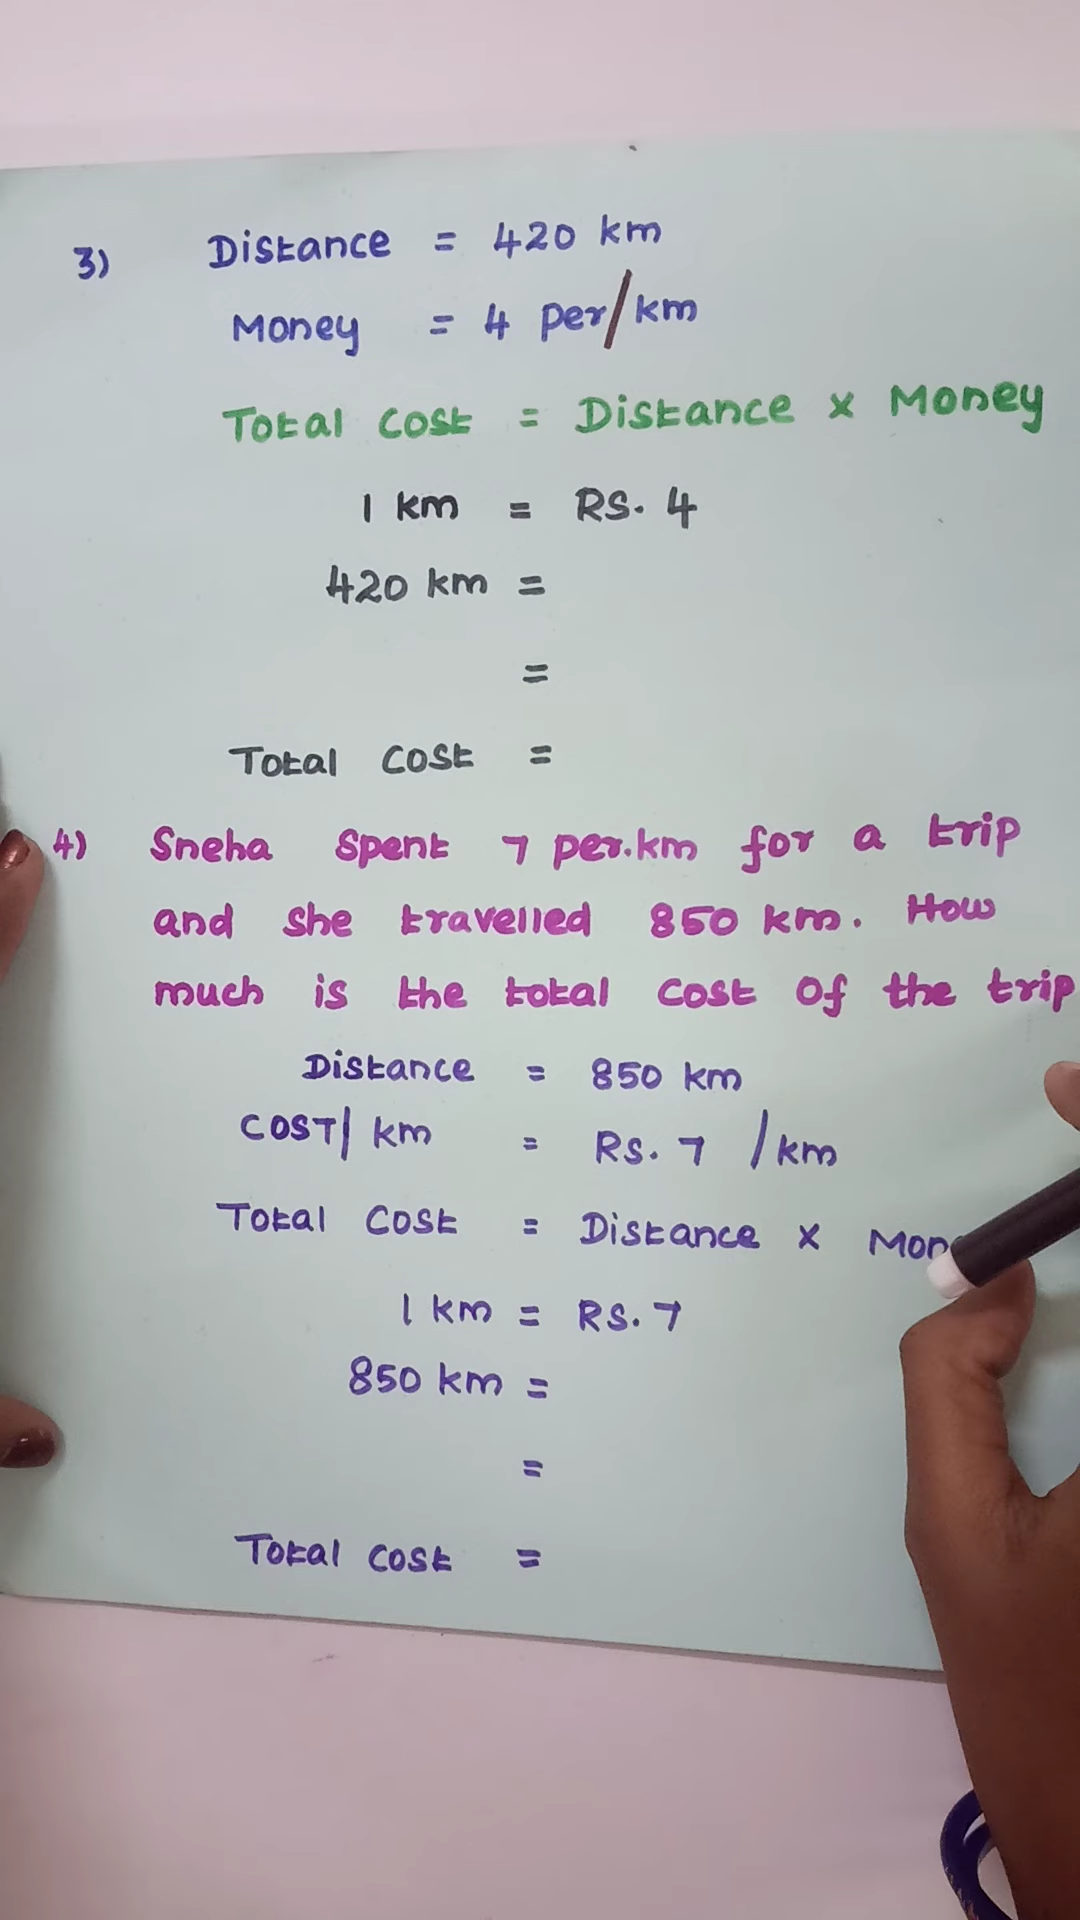 3) Distance = 420 km
Money = 4 per/km
Total cost = Distance x Money
1 km = RS. 4
420 km =
=
Total cost =
4) Sneha spent 7 per.km for a trip
and she travelled 850 km. How
much is the total cost of the trip
Distance = 850 km
COST/ km = Rs. 7 /km
Total cost = Distance x
1 km = RS. 7
850 km =
=
Total cost =